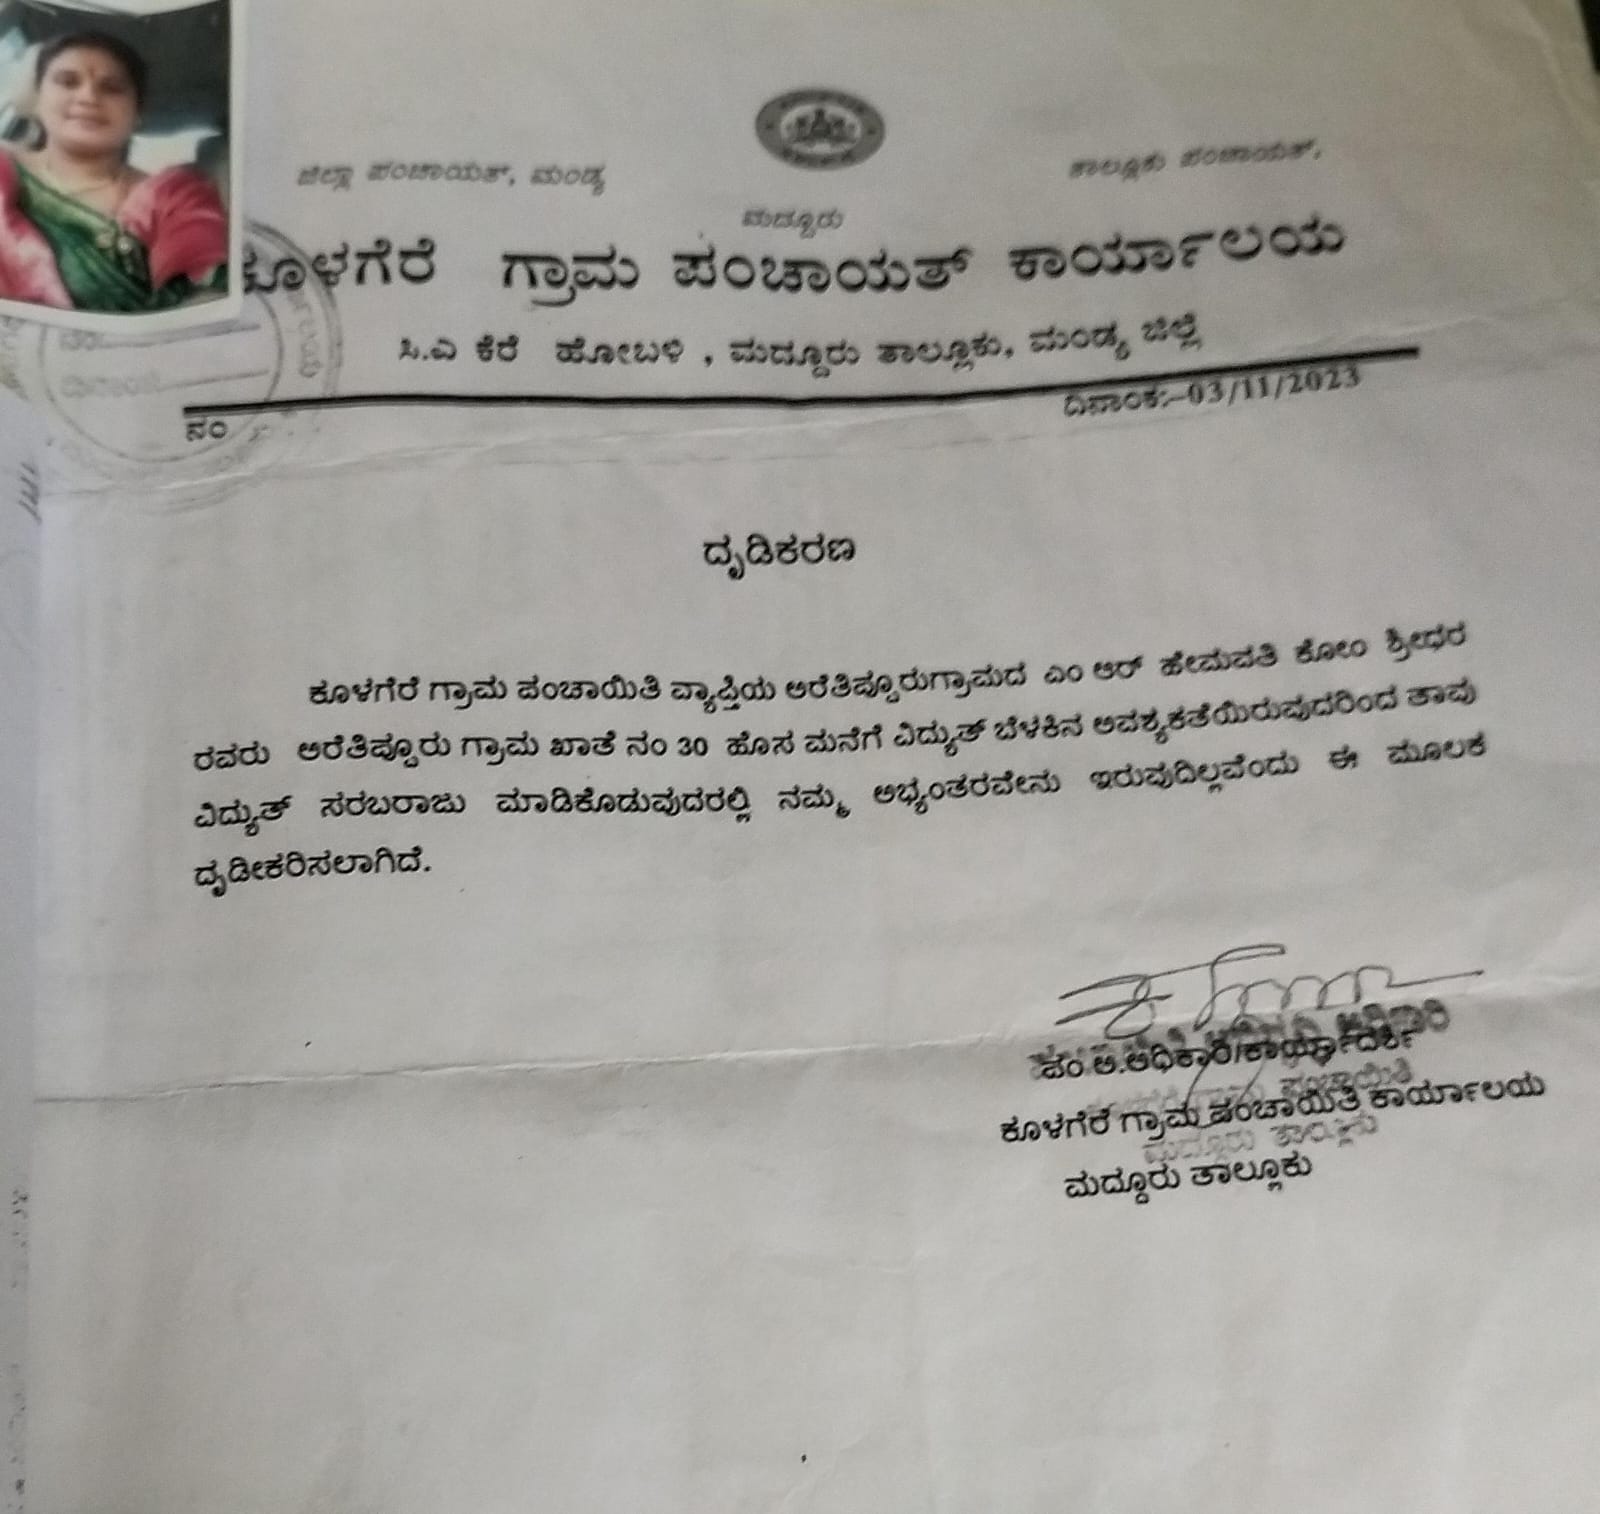 ಜಿಲ್ಲಾ ಪಂಚಾಯತ್, ಮಂಡ್ಯ
ತಾಲ್ಲೂಕು ಪಂಚಾಯತ್,
ಮದ್ದೂರು
ಕೂಳಗೆರೆ ಗ್ರಾಮ ಪಂಚಾಯತ್ ಕಾರ್ಯಾಲಯ
ಸಿ.ಎ ಕೆರೆ ಹೋಬಳಿ , ಮದ್ದೂರು ತಾಲ್ಲೂಕು, ಮಂಡ್ಯ ಜಿಲ್ಲೆ
ನಂ
ದಿನಾಂಕ:-03/11/2023
ದೃಡಿಕರಣ
ಕೂಳಗೆರೆ ಗ್ರಾಮ ಪಂಚಾಯಿತಿ ವ್ಯಾಪ್ತಿಯ ಅರೆತಿಪ್ಪೂರುಗ್ರಾಮದ ಎಂ ಆರ್ ಹೇಮವತಿ ಕೋಂ ಶ್ರೀಧರ
ರವರು ಅರೆತಿಪ್ಪೂರು ಗ್ರಾಮ ಖಾತೆ ನಂ 30 ಹೊಸ ಮನೆಗೆ ವಿದ್ಯುತ್ ಬೆಳಕಿನ ಅವಶ್ಯಕತೆಯಿರುವುದರಿಂದ ತಾವು
ವಿದ್ಯುತ್ ಸರಬರಾಜು ಮಾಡಿಕೊಡುವುದರಲ್ಲಿ ನಮ್ಮ ಅಭ್ಯಂತರವೇನು ಇರುವುದಿಲ್ಲವೆಂದು ಈ ಮೂಲಕ
ದೃಡೀಕರಿಸಲಾಗಿದೆ.
ಪಂ.ಅ.ಅಧಿಕಾರಿ/ಕಾರ್ಯದರ್ಶಿ
ಕೂಳಗೆರೆ ಗ್ರಾಮ ಪಂಚಾಯಿತಿ ಕಾರ್ಯಾಲಯ
ಮದ್ದೂರು ತಾಲ್ಲೂಕು